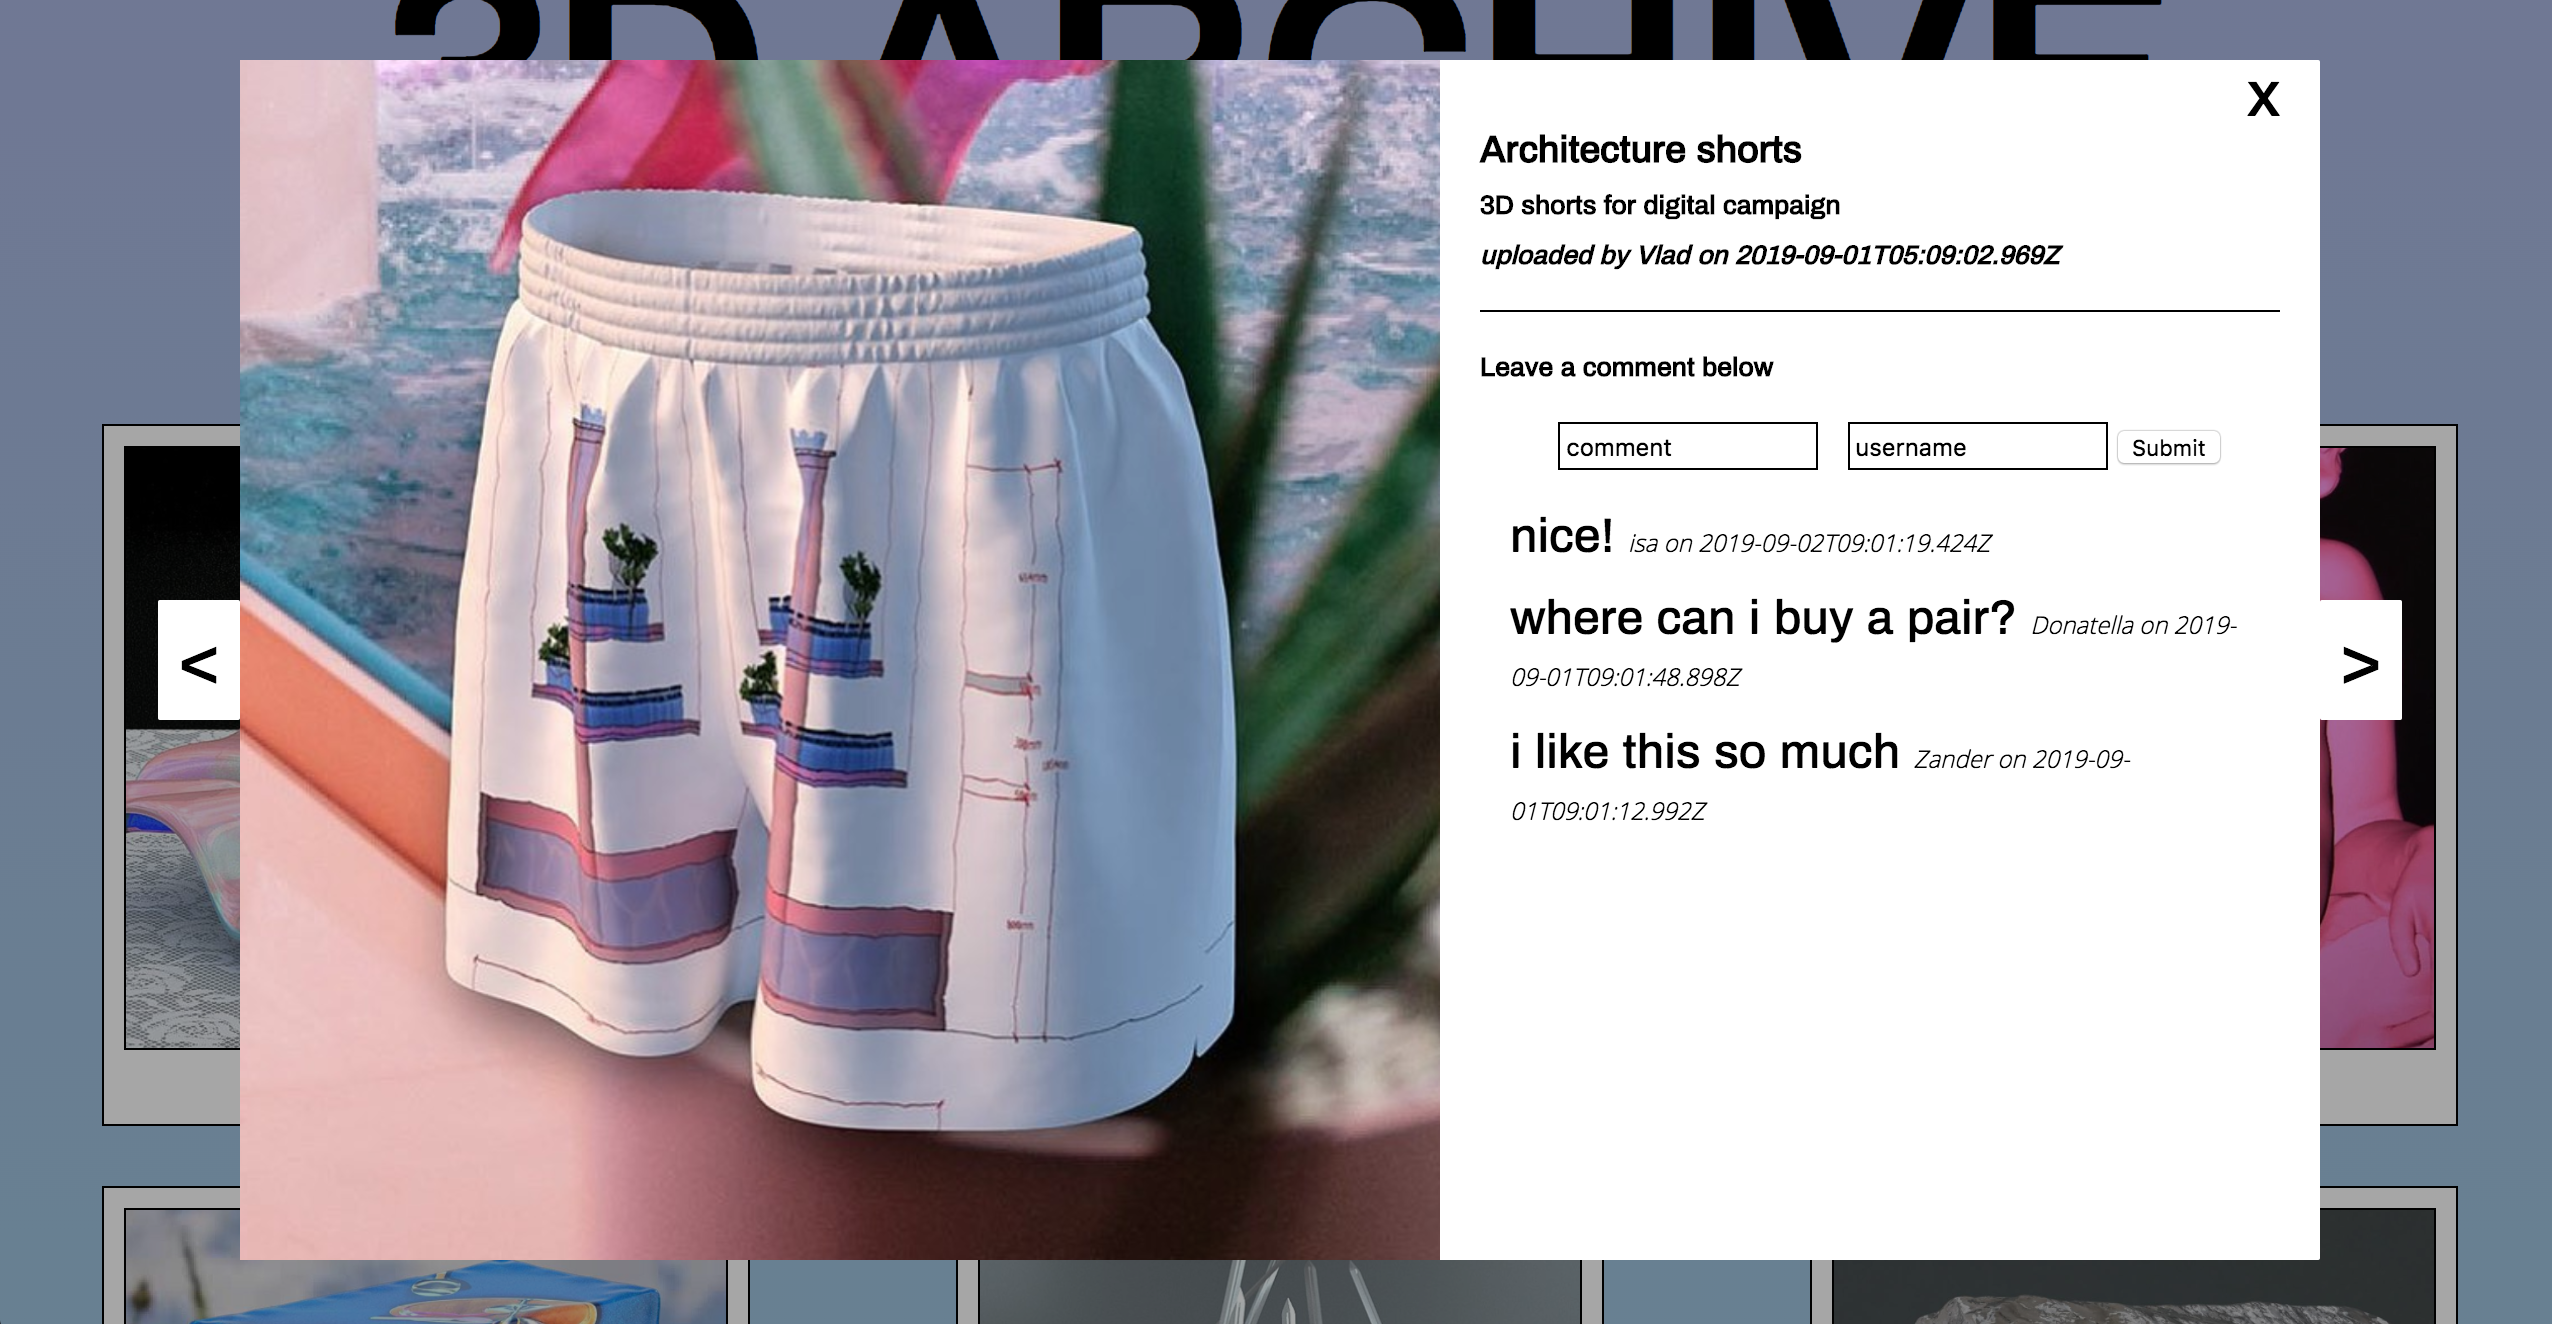 3D ARCHIVE
X
Architecture shorts
3D shorts for digital campaign
uploaded by Vlad on 2019-09-01T05:09:02.969Z
Leave a comment below
comment username Submit
nice! isa on 2019-09-02T09:01:19.424Z
where can i buy a pair? Donatella on 2019-
09-01T09:01:48.898Z
i like this so much Zander on 2019-09-
01T09:01:12.992Z
<
>